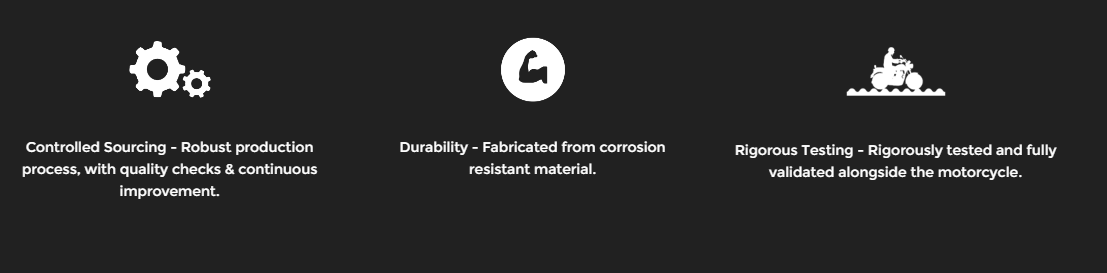 Controlled Sourcing - Robust production
process, with quality checks & continuous
improvement.
Durability - Fabricated from corrosion
resistant material.
Rigorous Testing - Rigorously tested and fully
validated alongside the motorcycle.